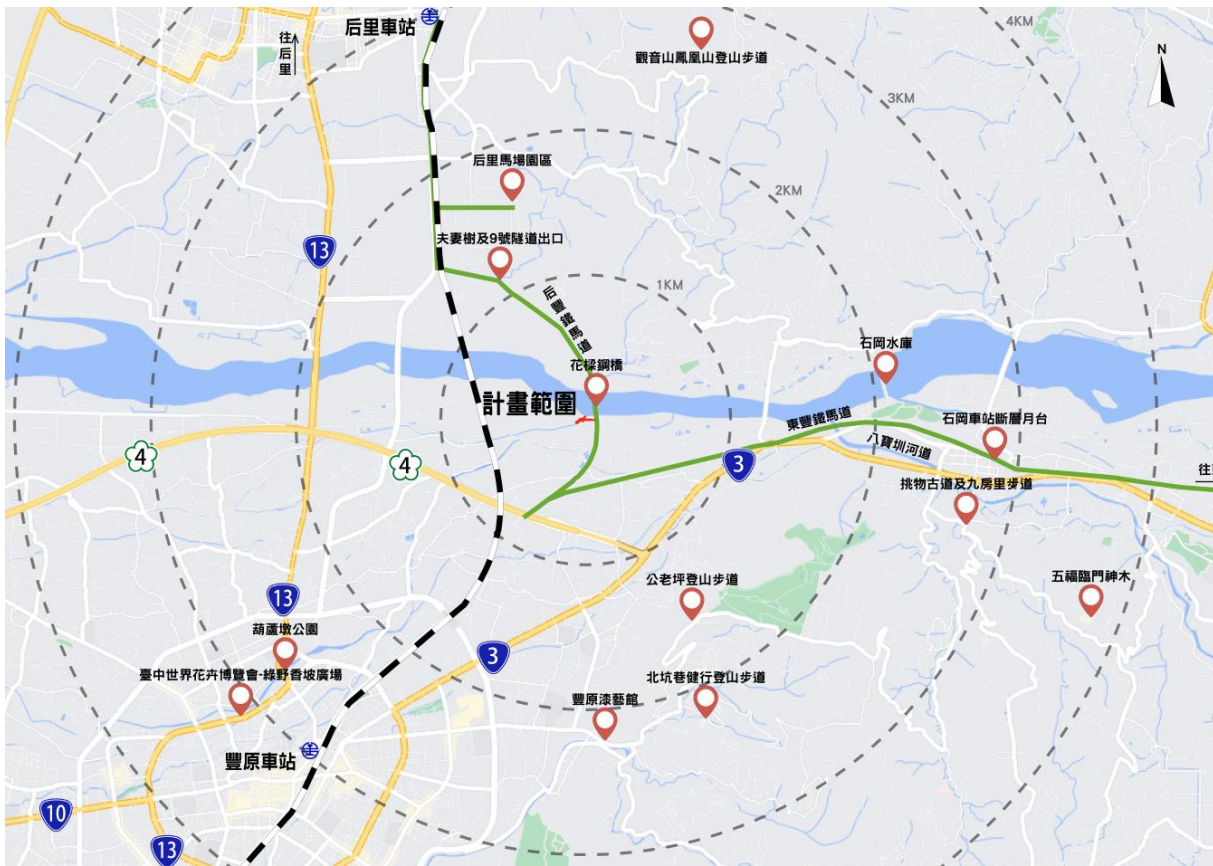 后里車站
往后里
4KM
觀音山鳳凰山登山步道
N
3KM
后里馬場園區
2KM
夫妻樹及9號隧道出口
13
1KM
后豐鐵馬道
石岡水庫
花樑鋼橋
計畫範圍
東豐鐵馬道
石岡車站斷層月台
八寶圳河道
4
4
3
往
挑物古道及九房里步道
公老坪登山步道
五福臨門神木
13
葫蘆墩公園
3
臺中世界花卉博覽會-綠野香坡廣場
北坑巷健行登山步道
豐原漆藝館
豐原車站
10
13